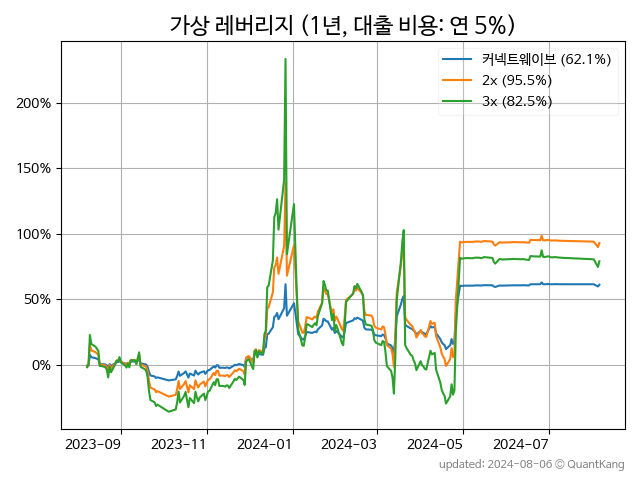 가상 레버리지 (1년, 대출 비용: 연 5%)
커넥트웨이브 (62.1%)
2x (95.5%)
3x (82.5%)
200%
150%
100%
50%
0%
2023-09 2023-11 2024-01 2024-03 2024-05 2024-07
updated: 2024-08-06 © QuantKang